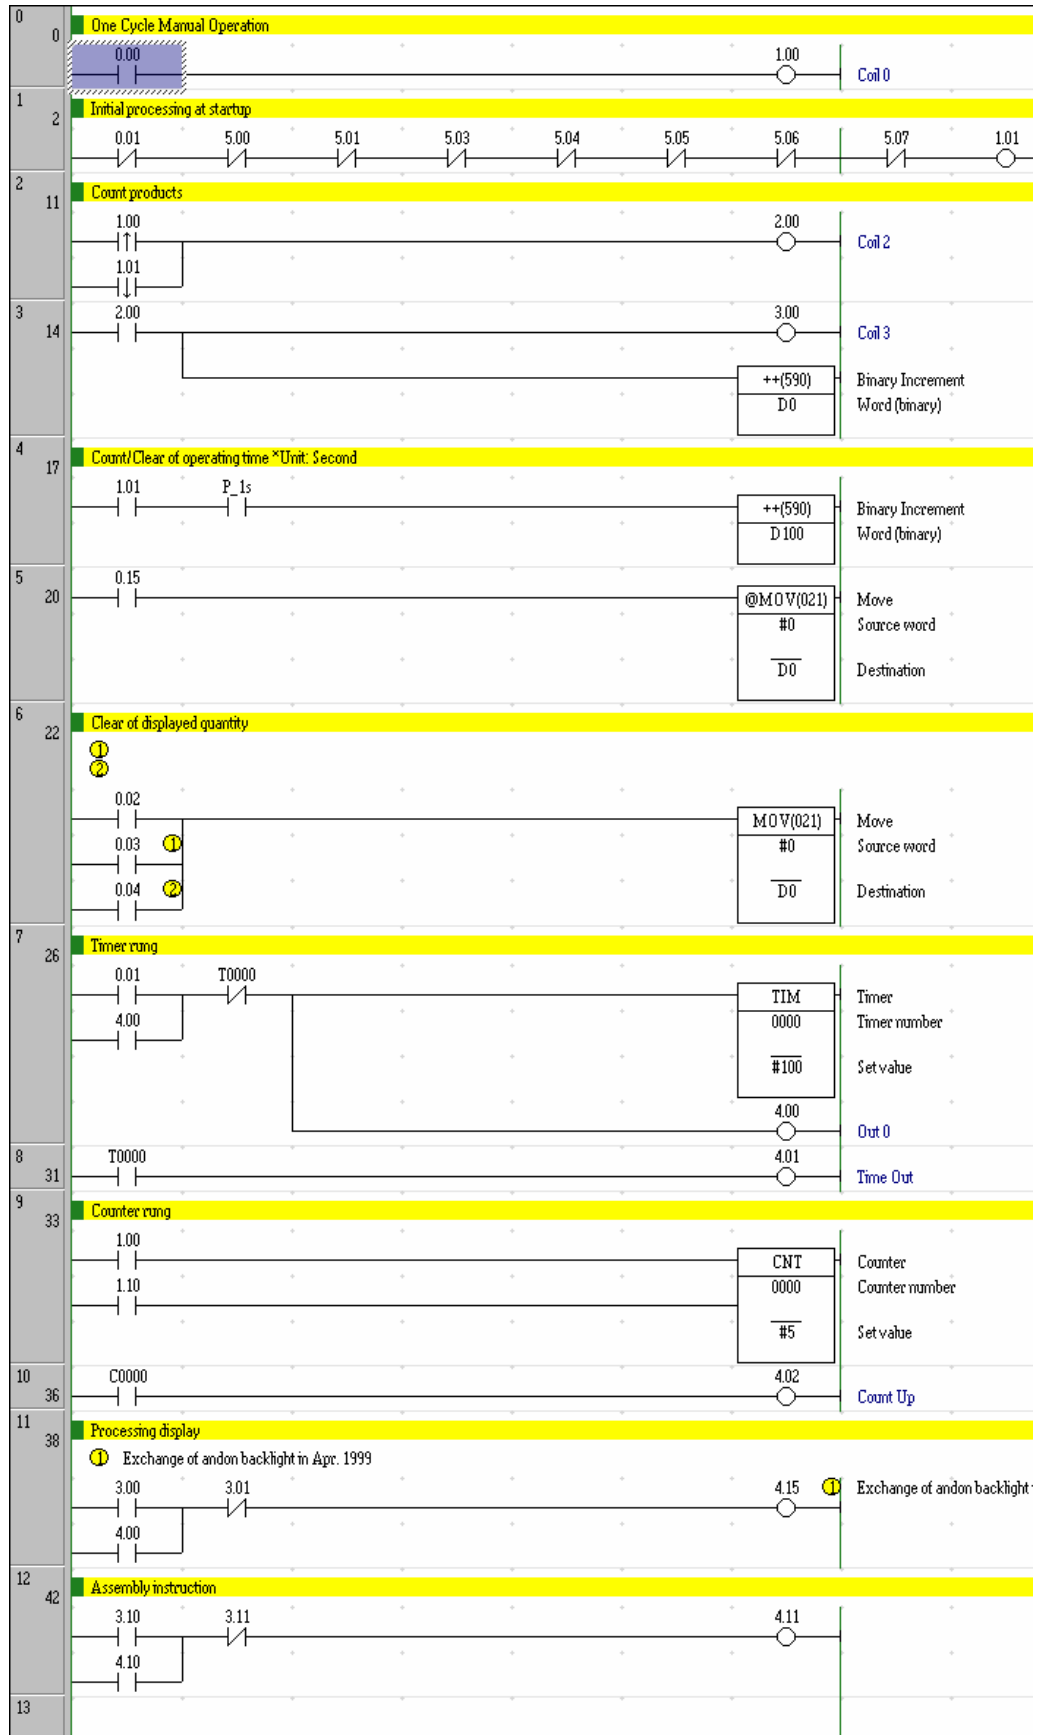 0
0 One Cycle Manual Operation
0.00 1.00
Coil 0
1
2 Initial processing at startup
0.01 5.00 5.01 5.03 5.04 5.05 5.06 5.07 1.01
2
11 Count products
1.00 2.00
Coil 2
1.01
3
14
2.00 3.00
Coil 3
++(590) Binary Increment
D0 Word (binary)
4
17 Count/Clear of operating time *Unit: Second
1.01 P_1s
++(590) Binary Increment
D100 Word (binary)
5
20
0.15
@MOV(021) Move
#0 Source word
D0 Destination
6
22 Clear of displayed quantity
1
2
0.02
MOV(021) Move
0.03 1 #0 Source word
0.04 2 D0 Destination
7
26 Timer rung
0.01 T0000
TIM Timer
4.00 0000 Timer number
#100 Set value
4.00
Out 0
8
31
T0000 4.01
Time Out
9
33 Counter rung
1.00
CNT Counter
1.10 0000 Counter number
#5 Set value
10
36
C0000 4.02
Count Up
11
38 Processing display
1 Exchange of andon backlight in Apr. 1999
3.00 3.01 4.15 1 Exchange of andon backlight
4.00
12
42 Assembly instruction
3.10 3.11 4.11
4.10
13